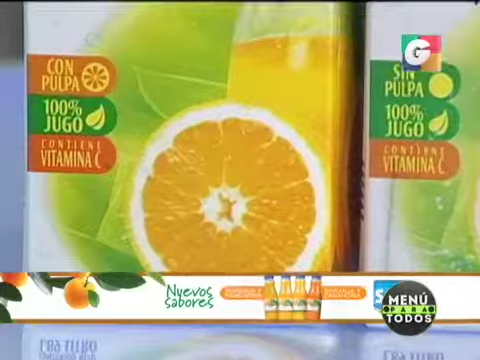 G
CON
PULPA
100%
JUGO
CONTIENE
VITAMINA C
SIN
PULPA
100%
JUGO
CONTIENE
VITAMINA C
Nuevos
sabores
MENÚ
PARA
TODOS